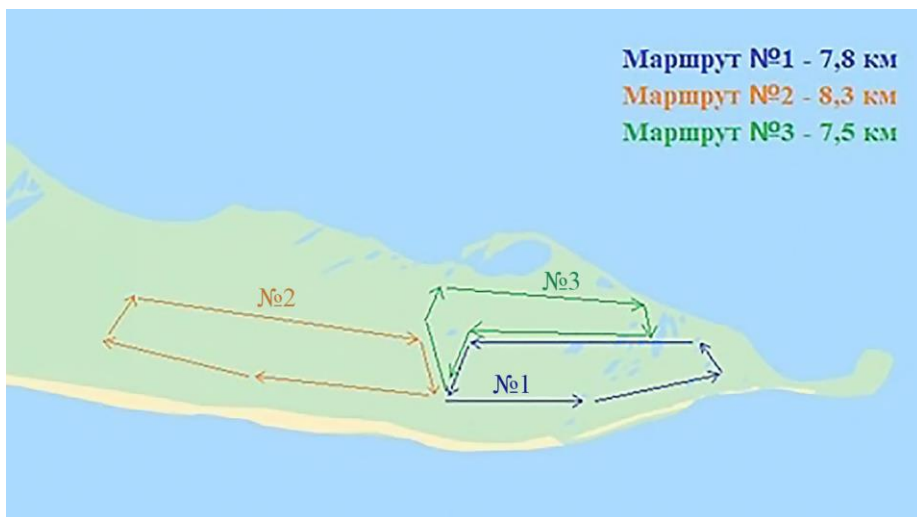 Маршрут №1 - 7,8 км
Маршрут №2 - 8,3 км
Маршрут №3 - 7,5 км
№3
№2
№1